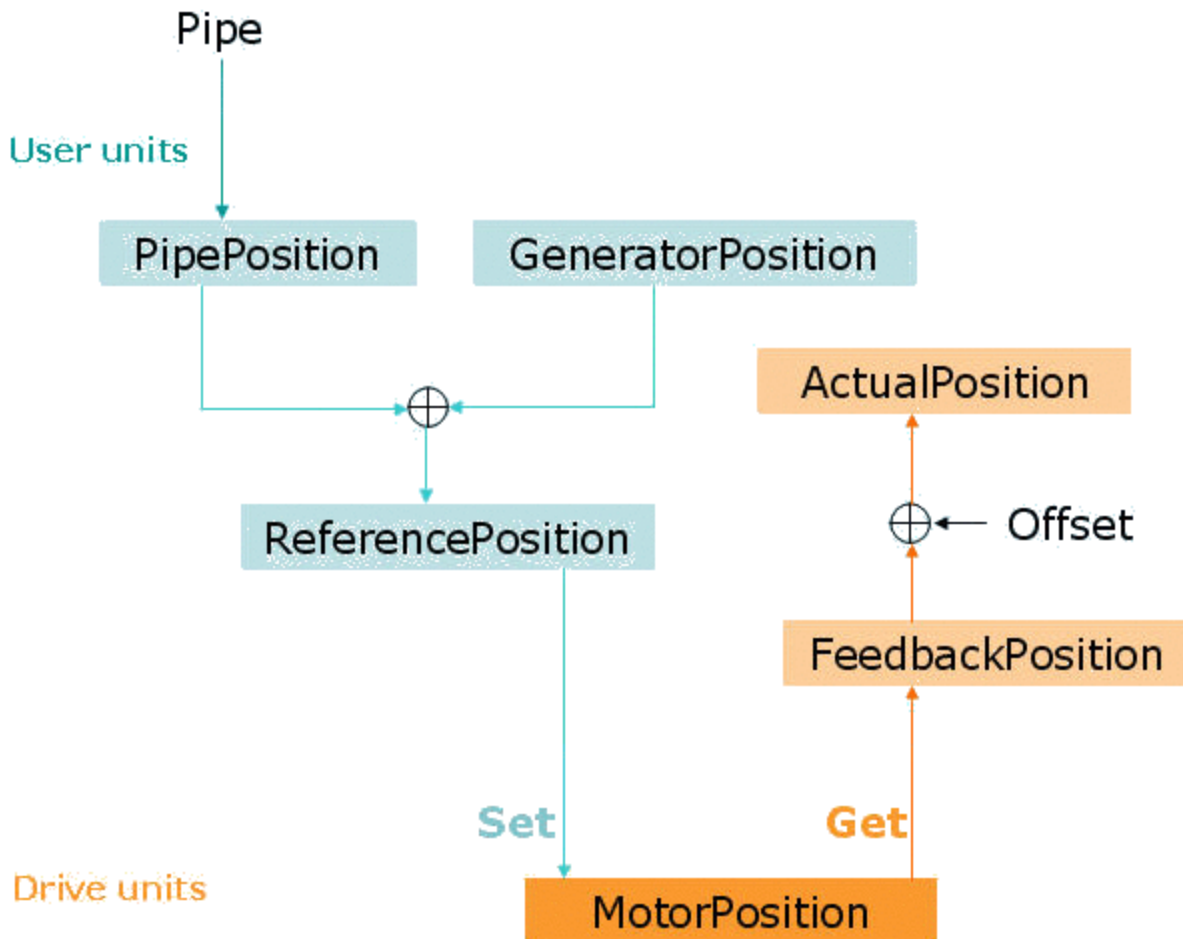 Pipe
User units
PipePosition
GeneratorPosition
ActualPosition
Offset
ReferencePosition
FeedbackPosition
Set
Get
Drive units
MotorPosition